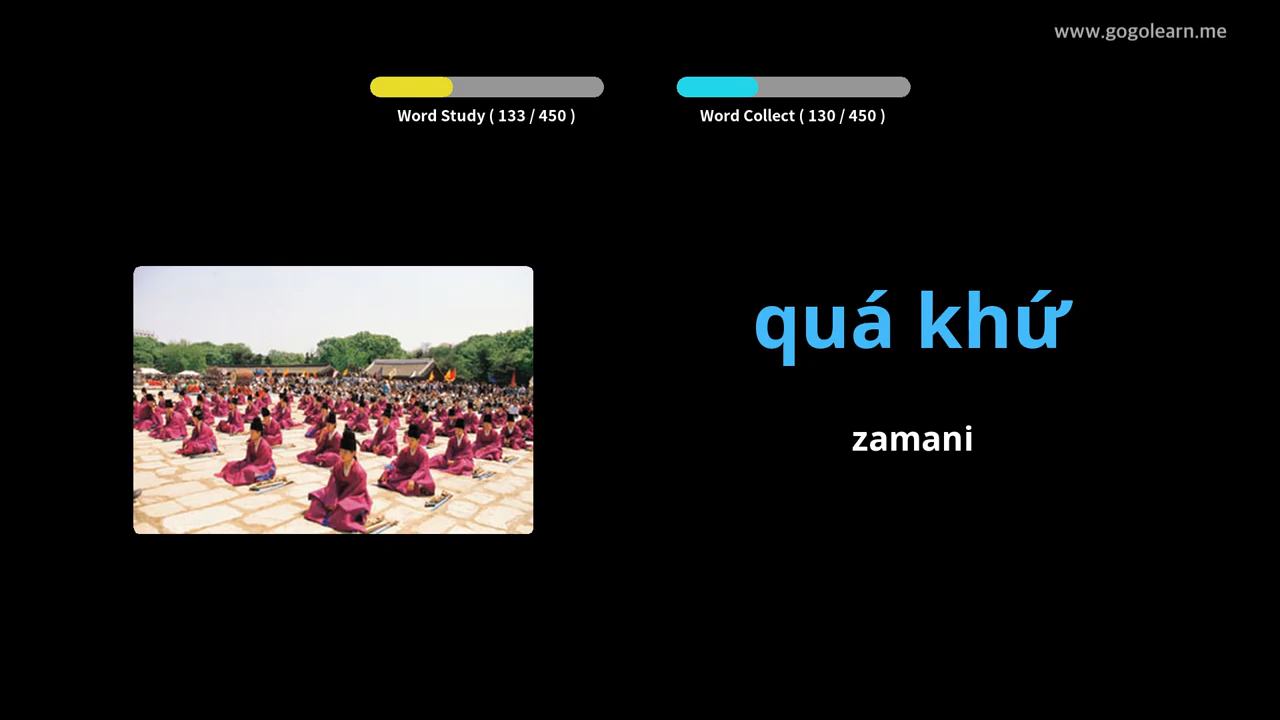 www.gogolearn.me
Word Study ( 133 / 450 )
Word Collect ( 130 / 450 )
quá khứ
zamani